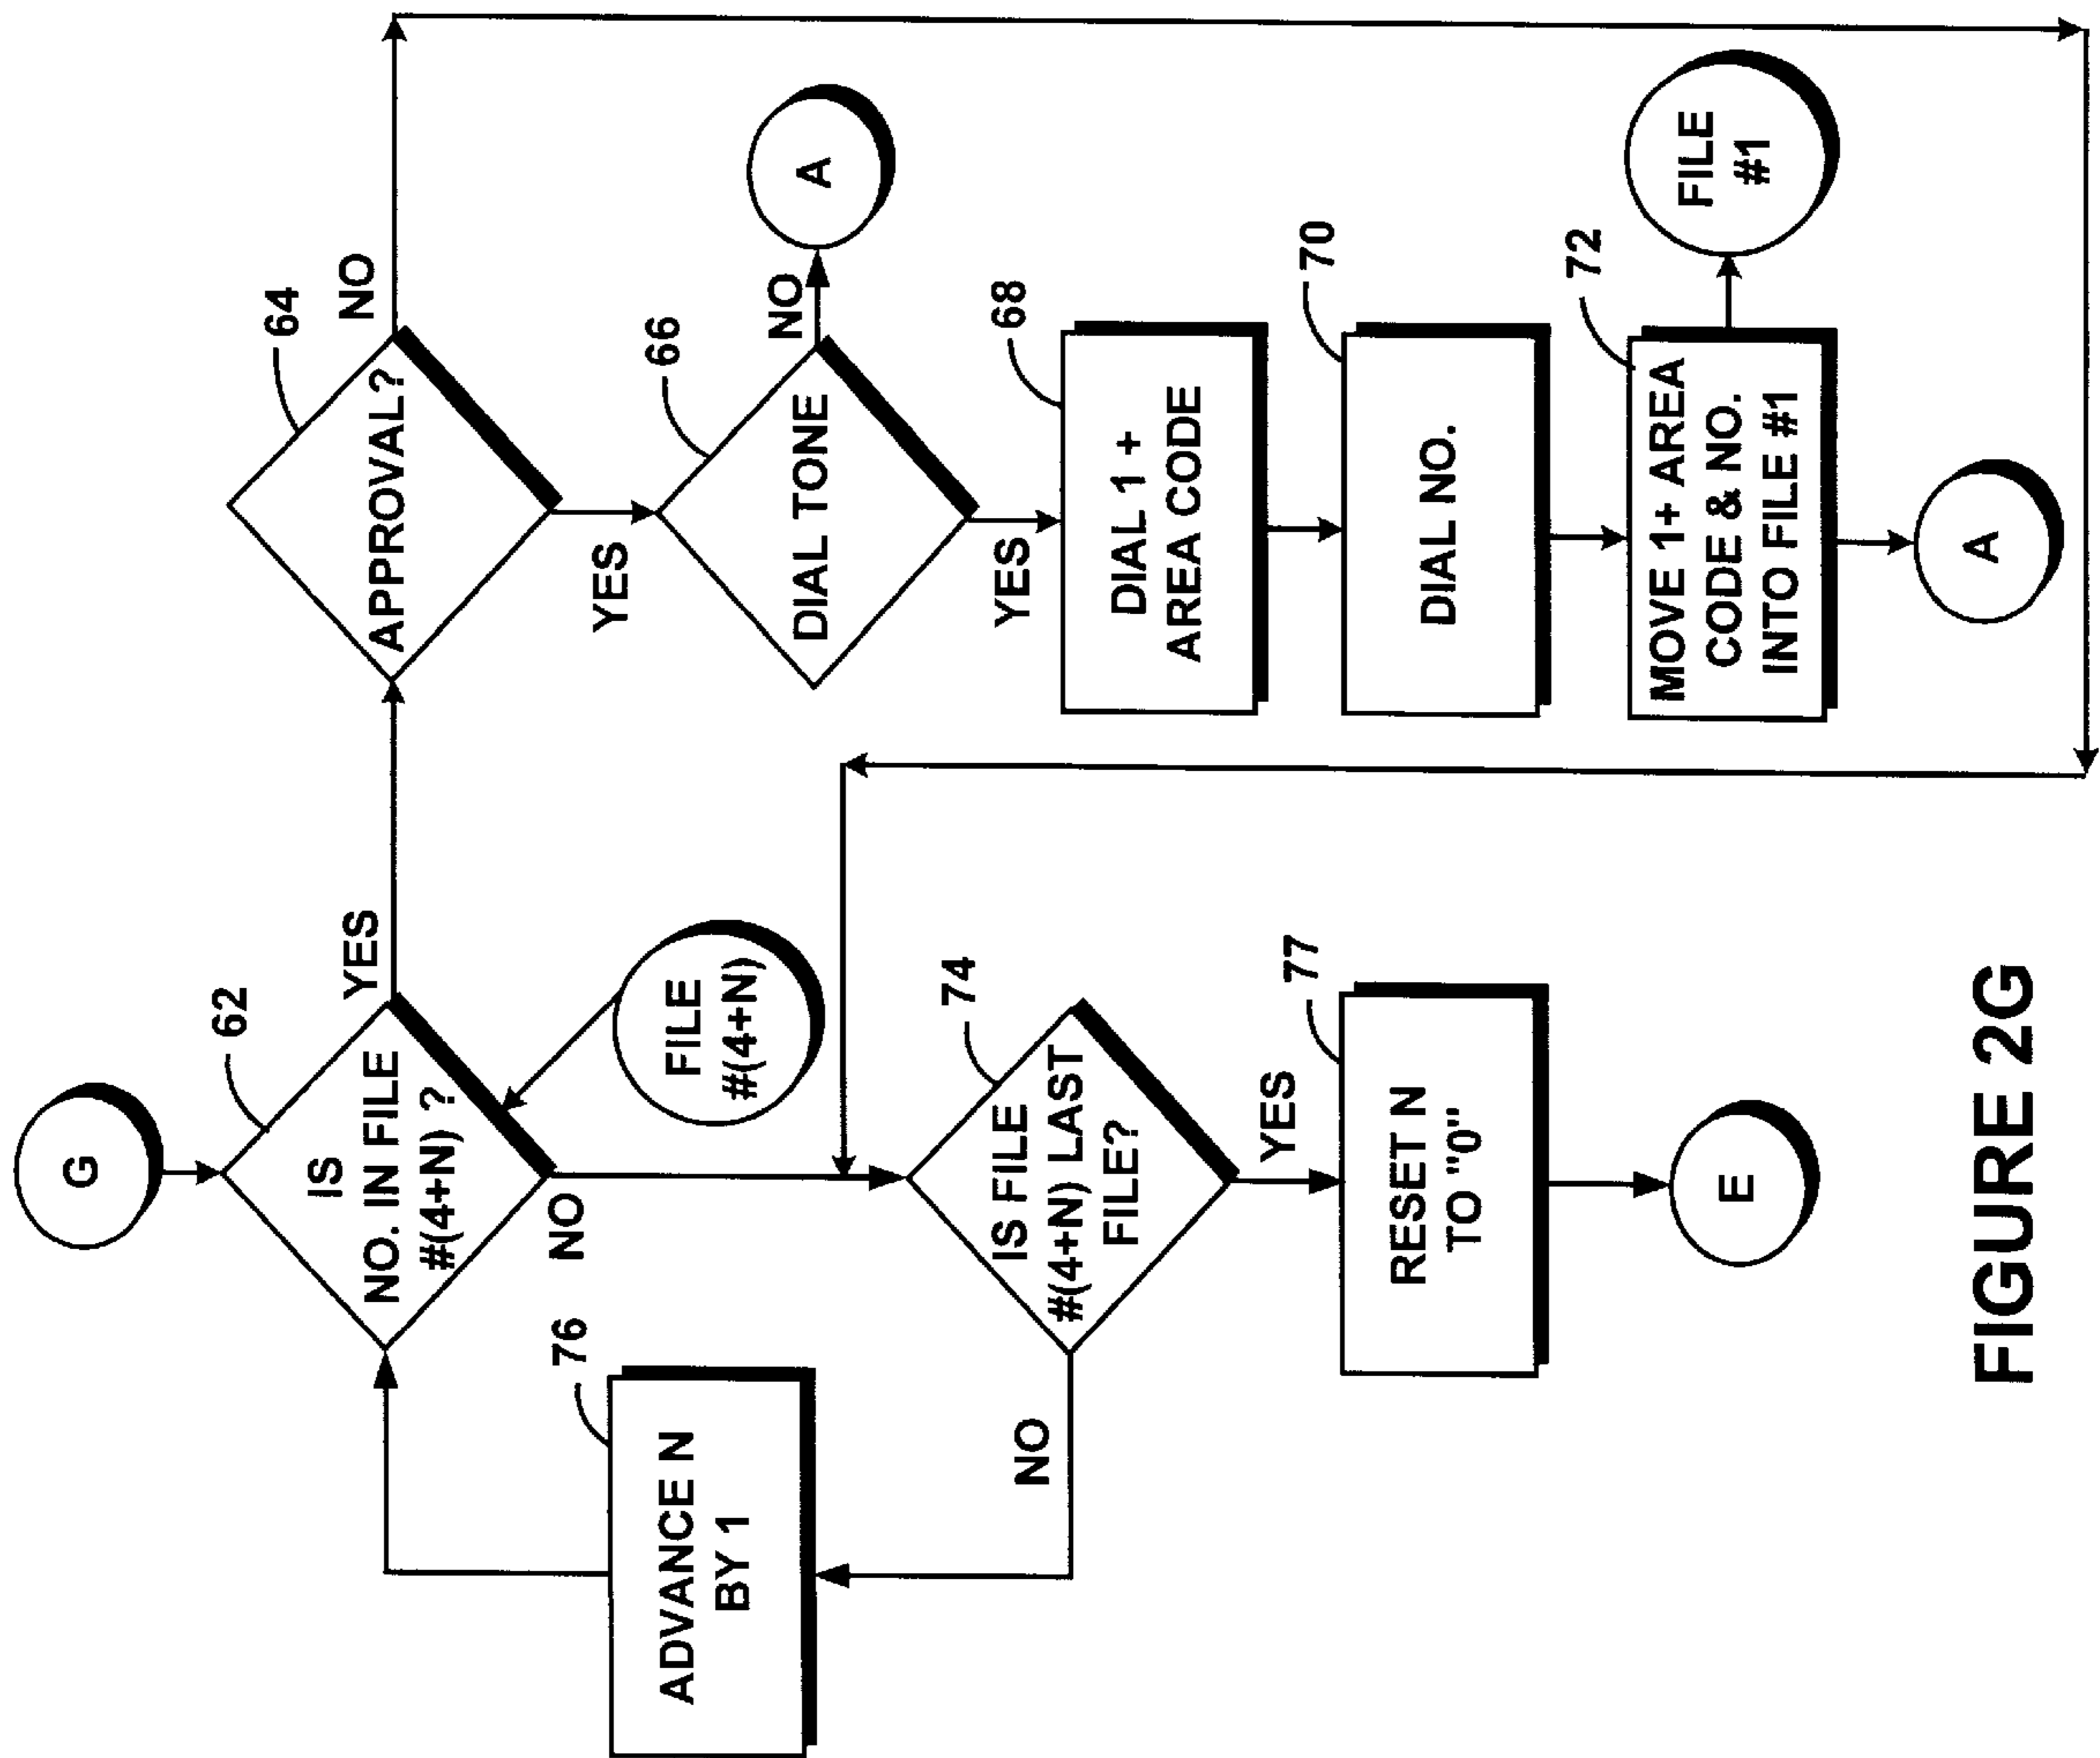 G
62
IS
NO. IN FILE
#(4+N) ?
YES
NO
FILE
#(4+N)
64
APPROVAL?
NO
YES
66
DIAL TONE
NO
A
YES
68
DIAL 1 +
AREA CODE
70
DIAL NO.
72
MOVE 1+ AREA
CODE & NO.
INTO FILE #1
FILE
#1
A
76
ADVANCE N
BY 1
74
IS FILE
#(4+N) LAST
FILE?
NO
YES
77
RESET N
TO "0"
E
FIGURE 2G